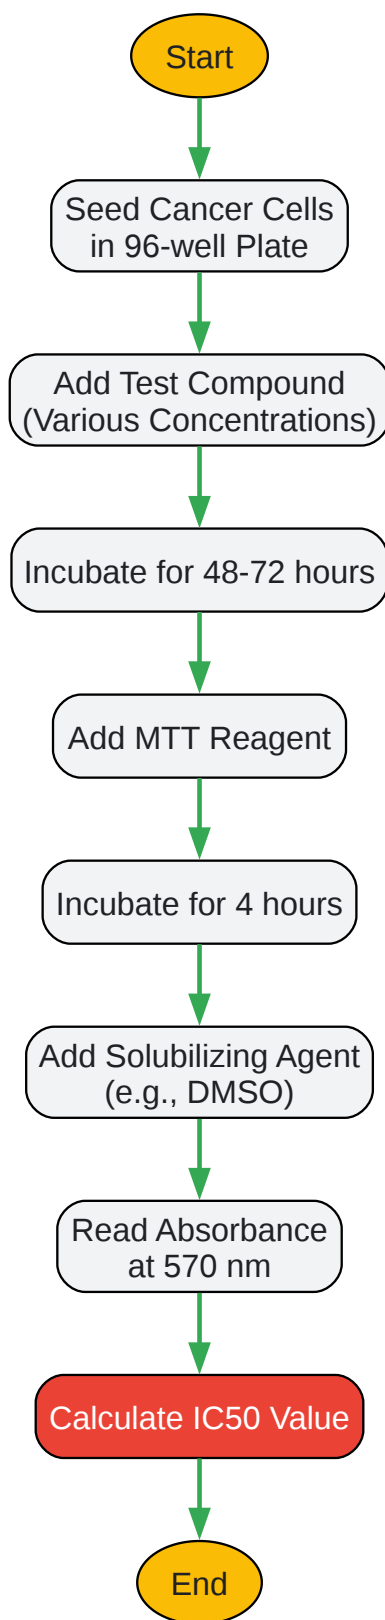 Start
Seed Cancer Cells
in 96-well Plate
Add Test Compound
(Various Concentrations)
Incubate for 48-72 hours
Add MTT Reagent
Incubate for 4 hours
Add Solubilizing Agent
(e.g., DMSO)
Read Absorbance
at 570 nm
Calculate IC50 Value
End